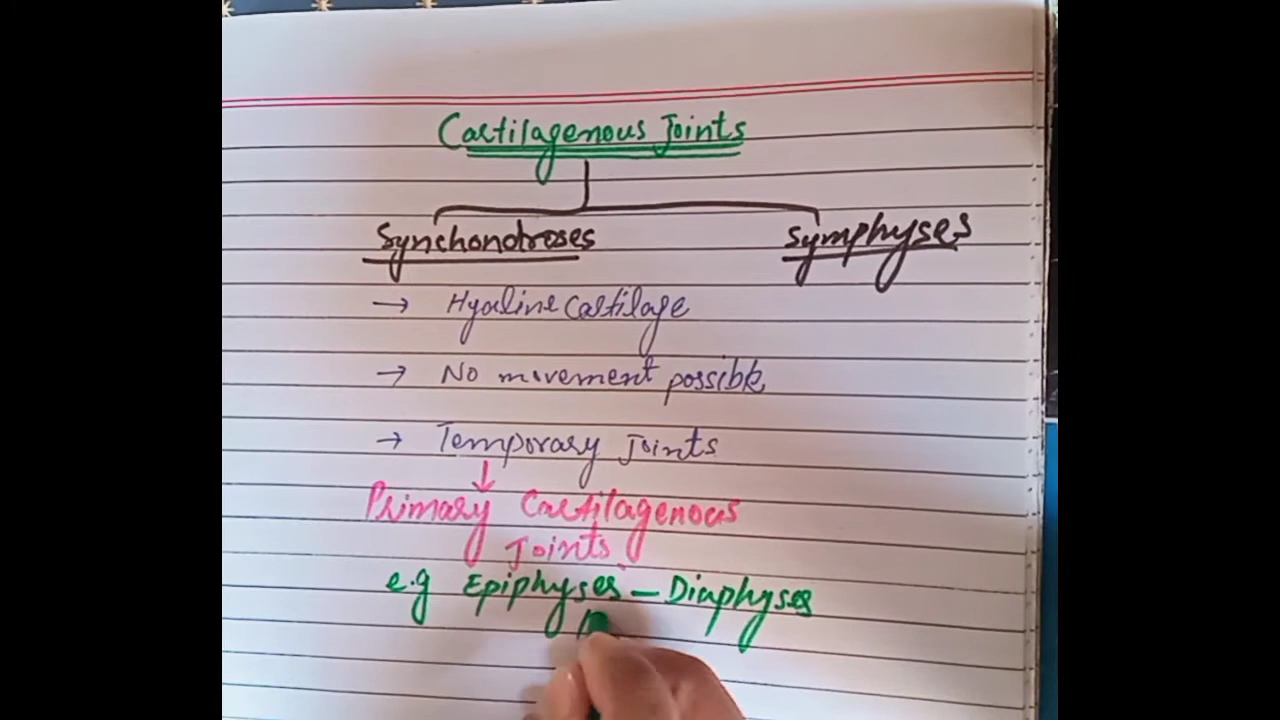 Cartilagenous Joints
Synchondroses Symphyses
→ Hyaline Cartilage
→ No movement possible
→ Temporary Joints
↓
Primary Cartilagenous
Joints
e.g Epiphyses - Diaphyses